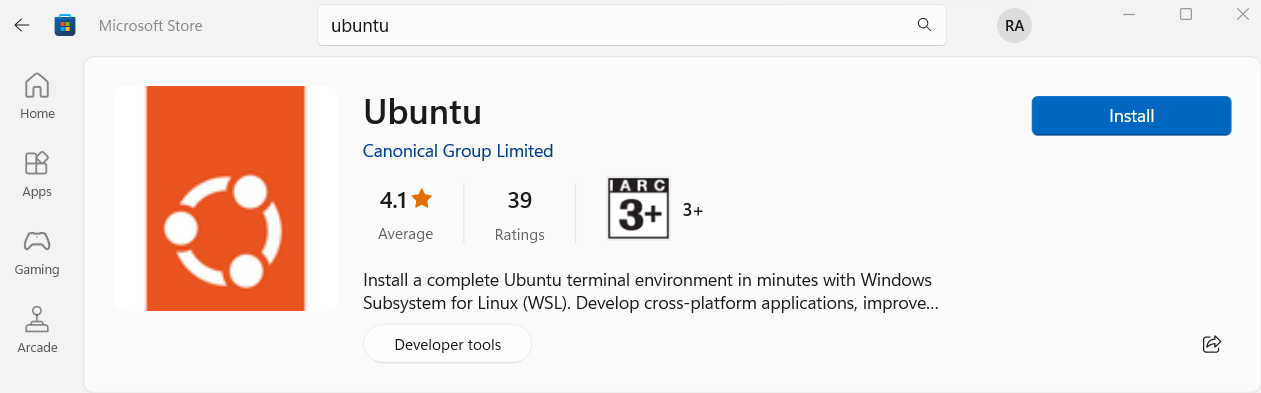 Microsoft Store
ubuntu
RA
Home
Apps
Gaming
Arcade
Ubuntu
Canonical Group Limited
4.1
Average
39
Ratings
IARC
3+
3+
Install a complete Ubuntu terminal environment in minutes with Windows
Subsystem for Linux (WSL). Develop cross-platform applications, improve...
Developer tools
Install